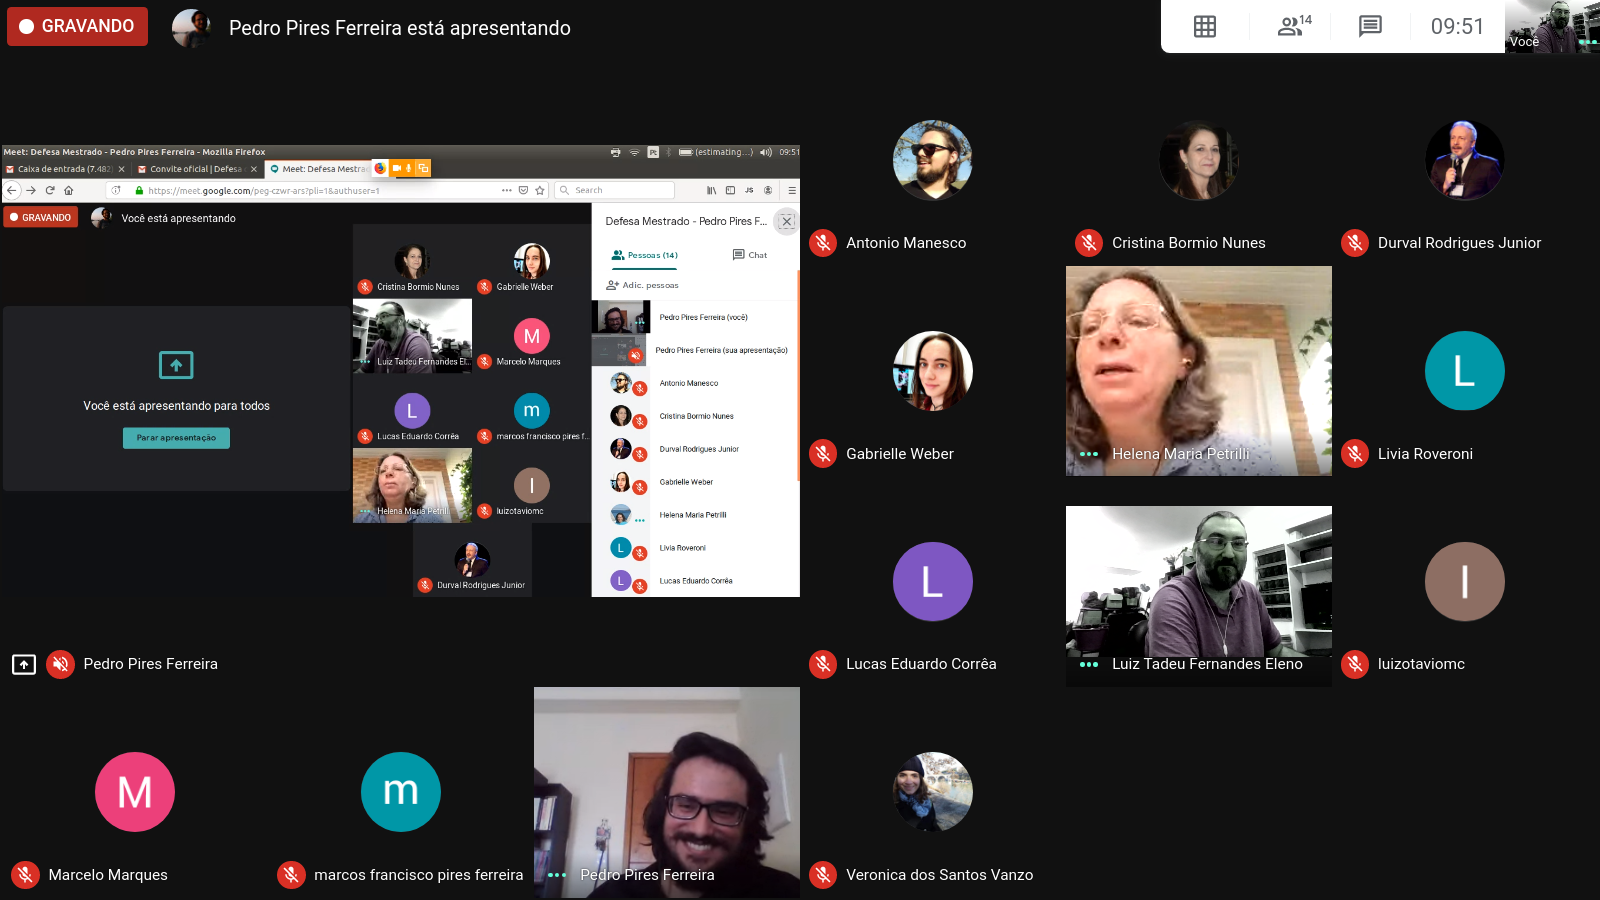 GRAVANDO
Pedro Pires Ferreira está apresentando
14
09:51
Você
Meet: Defesa Mestrado - Pedro Pires Ferreira - Mozilla Firefox
Pt
(estimating...)
09:51
Caixa de entrada (7.482)
Convite oficial | Defesa
Meet: Defesa Mestra
https://meet.google.com/peg-czwr-ars?pli=1&authuser=1
Search
JS
GRAVANDO
Você está apresentando
Você está apresentando para todos
Parar apresentação
Cristina Bormio Nunes
Gabrielle Weber
Luiz Tadeu Fernandes El...
M
Marcelo Marques
L
Lucas Eduardo Corrêa
m
marcos francisco pires f...
Helena Maria Petrilli
l
luizotaviomc
Durval Rodrigues Junior
Defesa Mestrado - Pedro Pires F...
Pessoas (14)
Chat
Adic. pessoas
Pedro Pires Ferreira (você)
Pedro Pires Ferreira (sua apresentação)
Antonio Manesco
Cristina Bormio Nunes
Durval Rodrigues Junior
Gabrielle Weber
Helena Maria Petrilli
L
Livia Roveroni
L
Lucas Eduardo Corrêa
Antonio Manesco
Cristina Bormio Nunes
Durval Rodrigues Junior
Gabrielle Weber
Helena Maria Petrilli
L
Livia Roveroni
Pedro Pires Ferreira
L
Lucas Eduardo Corrêa
Luiz Tadeu Fernandes Eleno
l
luizotaviomc
M
Marcelo Marques
m
marcos francisco pires ferreira
Pedro Pires Ferreira
Veronica dos Santos Vanzo